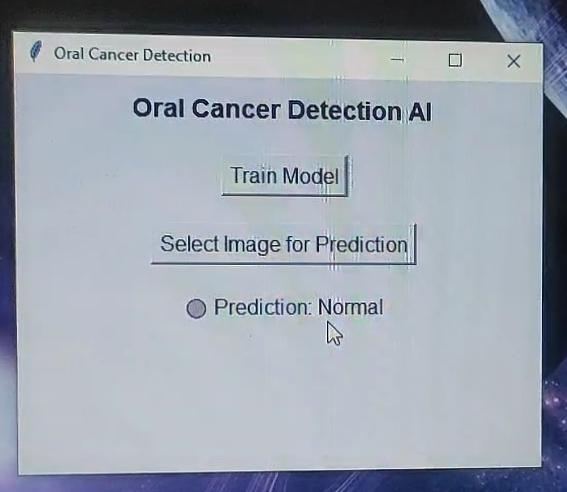 Oral Cancer Detection
Oral Cancer Detection AI
Train Model
Select Image for Prediction
Prediction: Normal